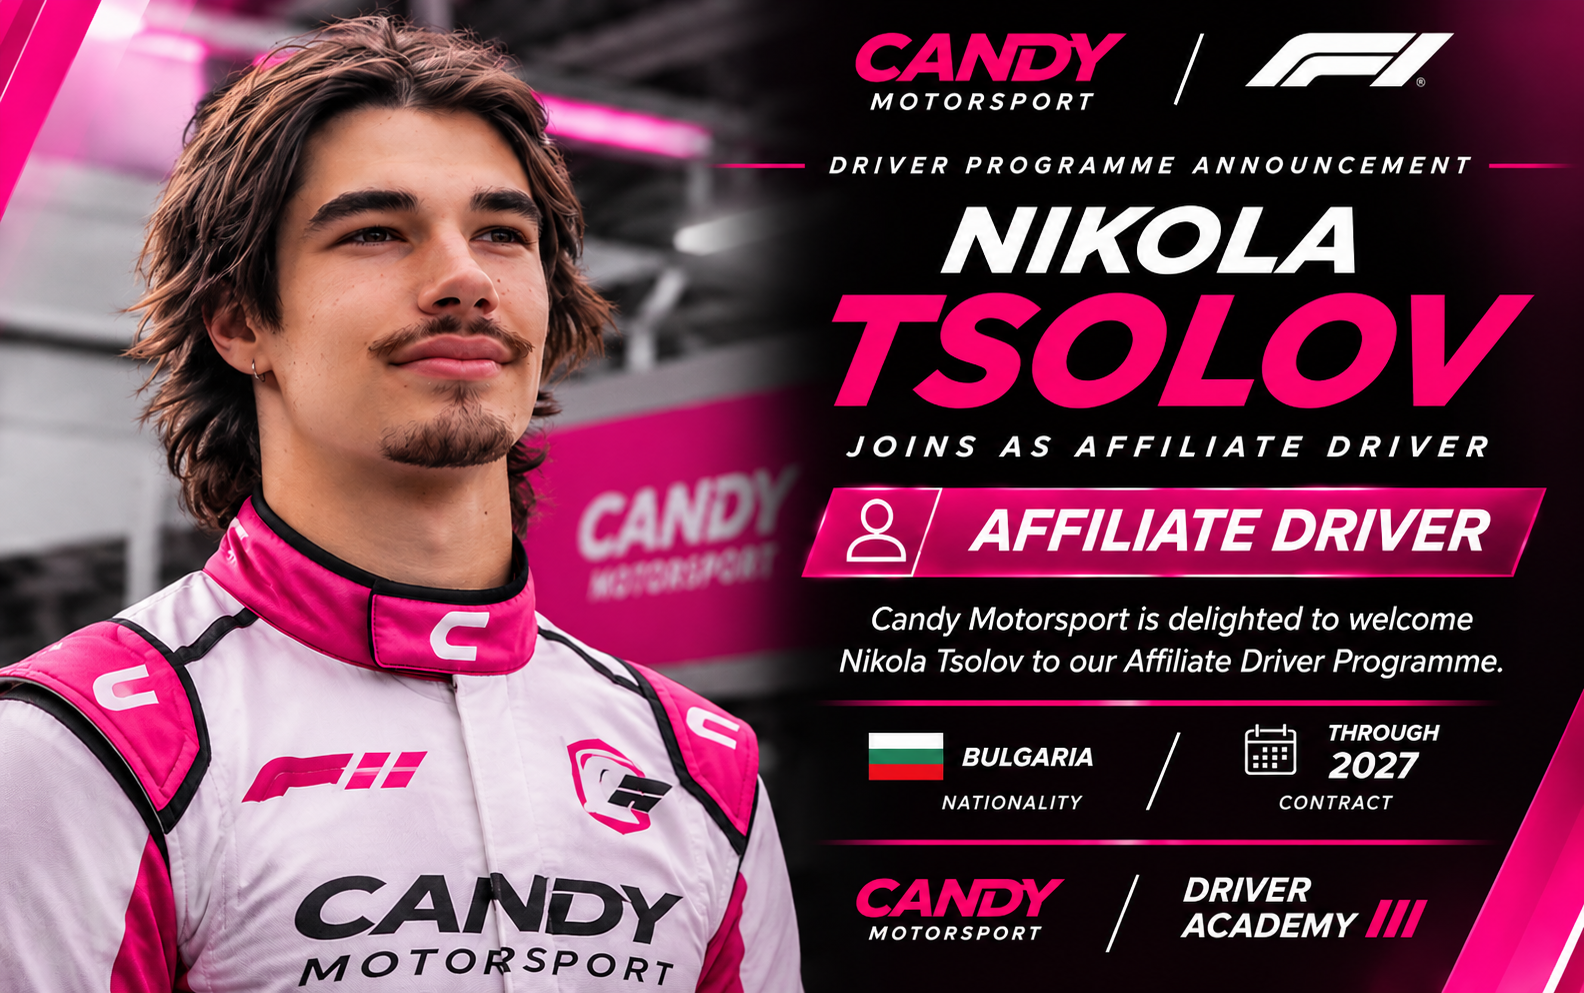 CANDY
MOTORSPORT
F1
DRIVER PROGRAMME ANNOUNCEMENT
NIKOLA
TSOLOV
JOINS AS AFFILIATE DRIVER
AFFILIATE DRIVER
Candy Motorsport is delighted to welcome
Nikola Tsolov to our Affiliate Driver Programme.
BULGARIA
NATIONALITY
THROUGH
2027
CONTRACT
CANDY
MOTORSPORT
DRIVER
ACADEMY
CANDY
MOTORSPORT
C
C
C
CANDY
MOTORSPORT